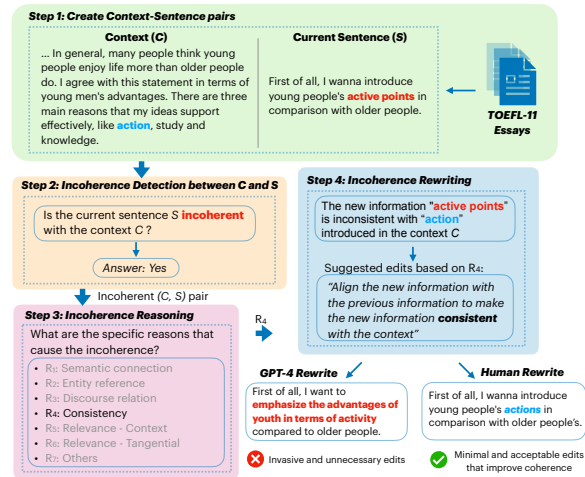 Step 1: Create Context-Sentence pairs
Context (C)
... In general, many people think young
people enjoy life more than older people
do. I agree with this statement in terms of
young men's advantages. There are three
main reasons that my ideas support
effectively, like action, study and
knowledge.
Current Sentence (S)
First of all, I wanna introduce
young people's active points in
comparison with older people.
TOEFL-11
Essays
Step 2: Incoherence Detection between C and S
Is the current sentence S incoherent
with the context C ?
Answer: Yes
Incoherent (C, S) pair
Step 3: Incoherence Reasoning
What are the specific reasons that
cause the incoherence?
• R₁: Semantic connection
• R₂: Entity reference
• R₃: Discourse relation
• R₄: Consistency
• R₅: Relevance - Context
• R₆: Relevance - Tangential
• R₇: Others
R₄
Step 4: Incoherence Rewriting
The new information "active points"
is inconsistent with “action”
introduced in the context C
Suggested edits based on R₄:
“Align the new information with
the previous information to make
the new information consistent
with the context”
GPT-4 Rewrite
First of all, I want to
emphasize the advantages of
youth in terms of activity
compared to older people.
Invasive and unnecessary edits
Human Rewrite
First of all, I wanna introduce
young people's actions in
comparison with older people's.
Minimal and acceptable edits
that improve coherence